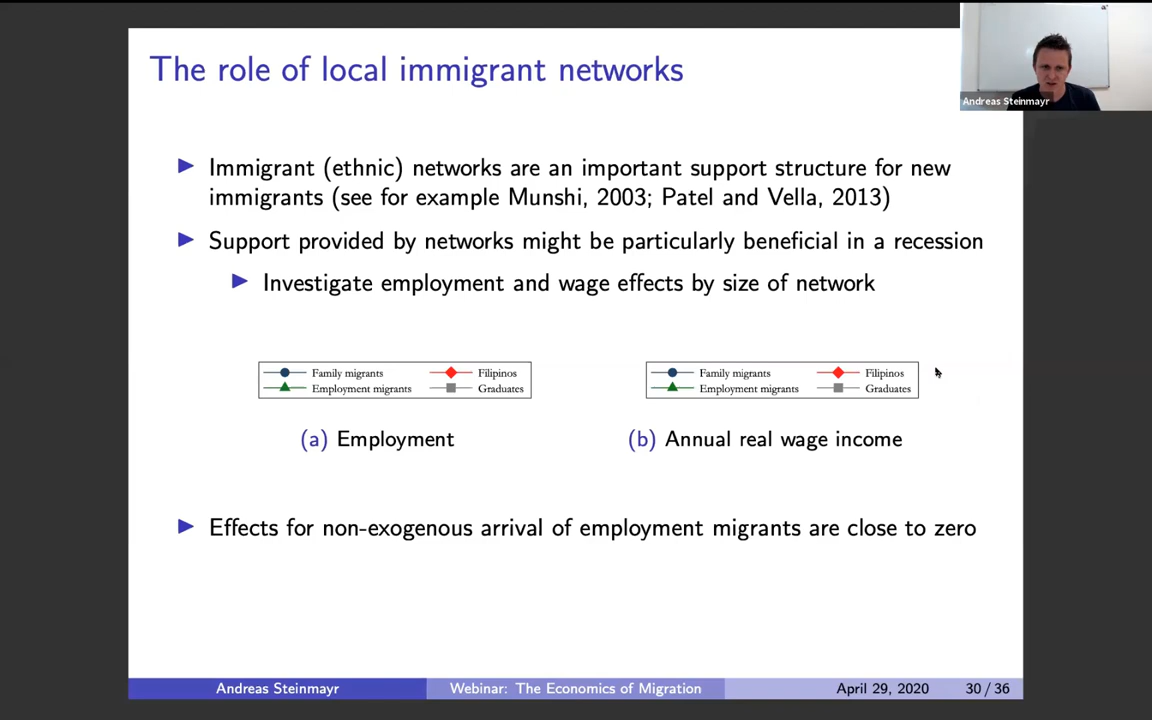 The role of local immigrant networks
Andreas Steinmayr
Immigrant (ethnic) networks are an important support structure for new
immigrants (see for example Munshi, 2003; Patel and Vella, 2013)
Support provided by networks might be particularly beneficial in a recession
Investigate employment and wage effects by size of network
Family migrants Filipinos
Employment migrants Graduates
(a) Employment
Family migrants Filipinos
Employment migrants Graduates
(b) Annual real wage income
Effects for non-exogenous arrival of employment migrants are close to zero
Andreas Steinmayr Webinar: The Economics of Migration April 29, 2020 30 / 36